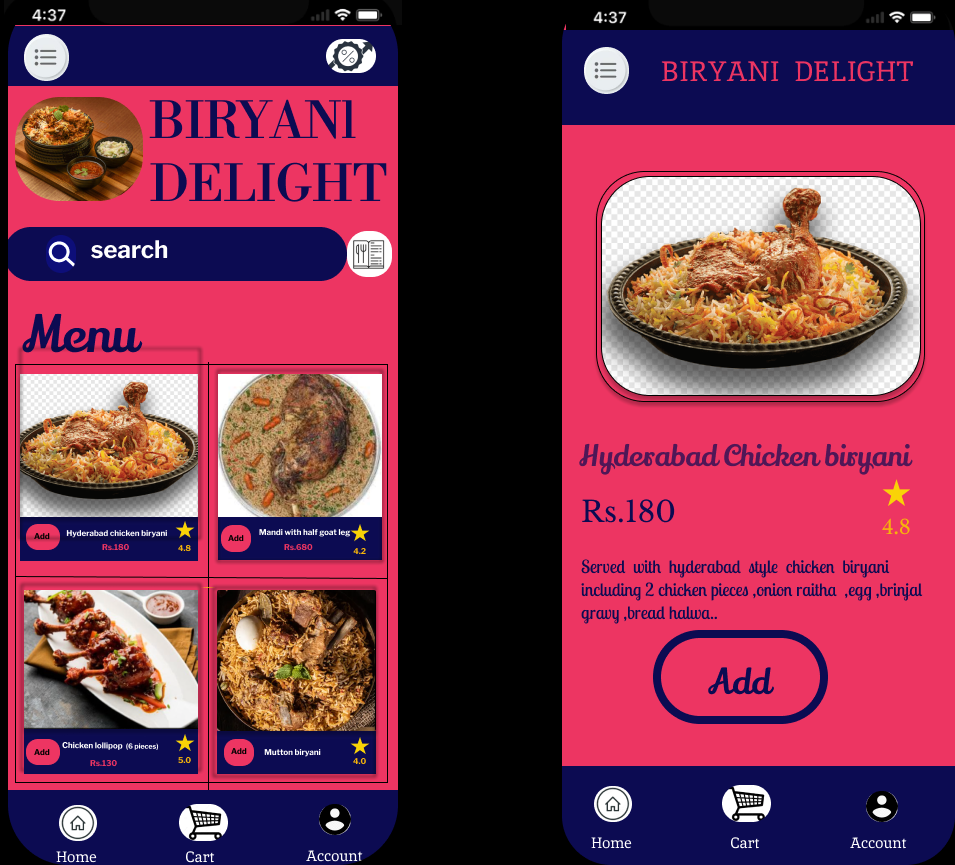 4:37
BIRYANI
DELIGHT
search
Menu
Add Hyderabad chicken biryani
Rs.180
4.8
Add Mandi with half goat leg
Rs.680
4.2
Add Chicken lollipop (6 pieces)
Rs.130
5.0
Add Mutton biryani
4.0
Home Cart Account
4:37
BIRYANI DELIGHT
Hyderabad Chicken biryani
Rs.180
4.8
Served with hyderabad style chicken biryani
including 2 chicken pieces ,onion raitha ,egg ,brinjal
gravy ,bread halwa..
Add
Home Cart Account